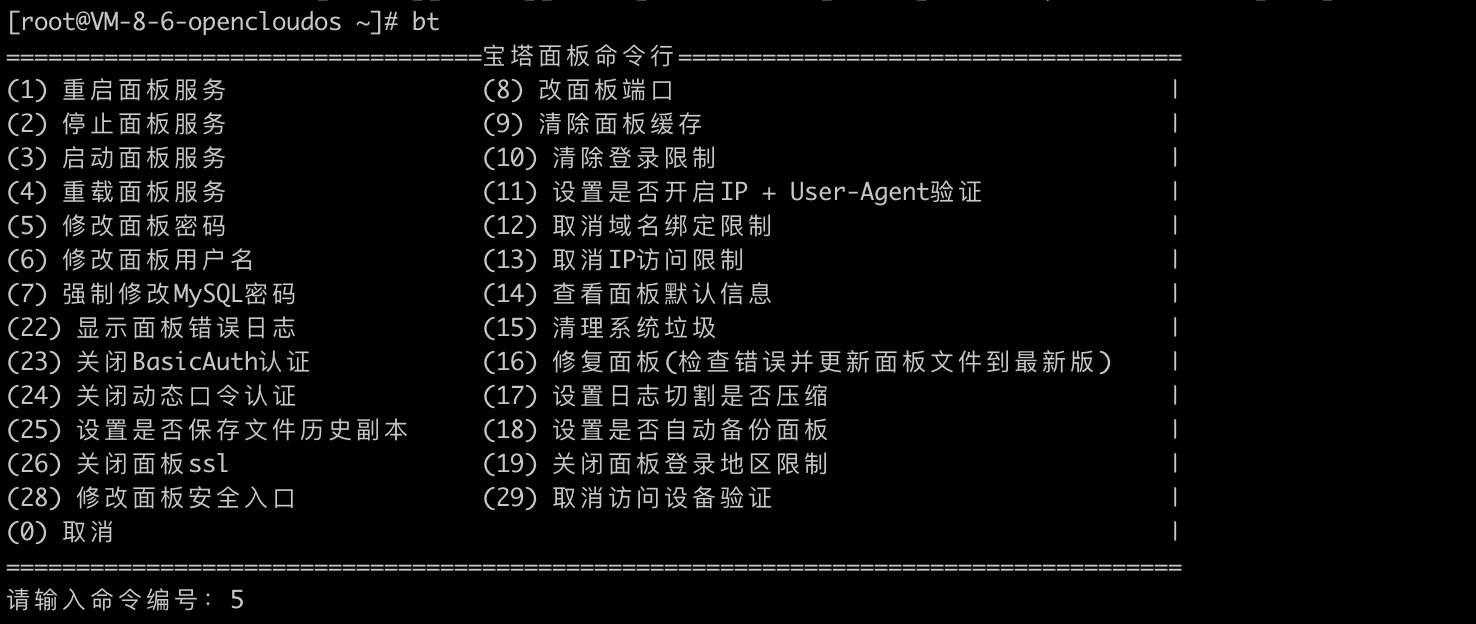 [root@VM-8-6-opencloudos ~]# bt
==================================宝塔面板命令行====================================
(1) 重启面板服务                  (8) 改面板端口                                    |
(2) 停止面板服务                  (9) 清除面板缓存                                  |
(3) 启动面板服务                  (10) 清除登录限制                                 |
(4) 重载面板服务                  (11) 设置是否开启IP + User-Agent验证              |
(5) 修改面板密码                  (12) 取消域名绑定限制                             |
(6) 修改面板用户名                (13) 取消IP访问限制                               |
(7) 强制修改MySQL密码             (14) 查看面板默认信息                             |
(22) 显示面板错误日志             (15) 清理系统垃圾                                 |
(23) 关闭BasicAuth认证            (16) 修复面板(检查错误并更新面板文件到最新版)     |
(24) 关闭动态口令认证             (17) 设置日志切割是否压缩                         |
(25) 设置是否保存文件历史副本     (18) 设置是否自动备份面板                         |
(26) 关闭面板ssl                  (19) 关闭面板登录地区限制                         |
(28) 修改面板安全入口             (29) 取消访问设备验证                             |
(0) 取消                                                                            |
====================================================================================
请输入命令编号：5